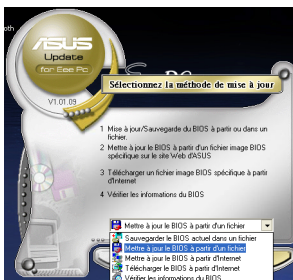 oth
ASUS
Update
for Eee Pc
V1.01.09
Sélectionnez la méthode de mise à jour
1 Mise à jour/Sauvegarde du BIOS à partir ou dans un
fichier.
2 Mettre à jour le BIOS à partir d'un fichier image BIOS
spécifique sur le site Web d'ASUS
3 Télécharger un fichier image BIOS spécifique à partir
d'Internet
4 Vérifier les informations du BIOS
Mettre à jour le BIOS à partir d'un fichier
Sauvegarder le BIOS actuel dans un fichier
Mettre à jour le BIOS à partir d'un fichier
Mettre à jour le BIOS à partir d'Internet
Télécharger le BIOS à partir d'Internet
Vérifier les informations du BIOS